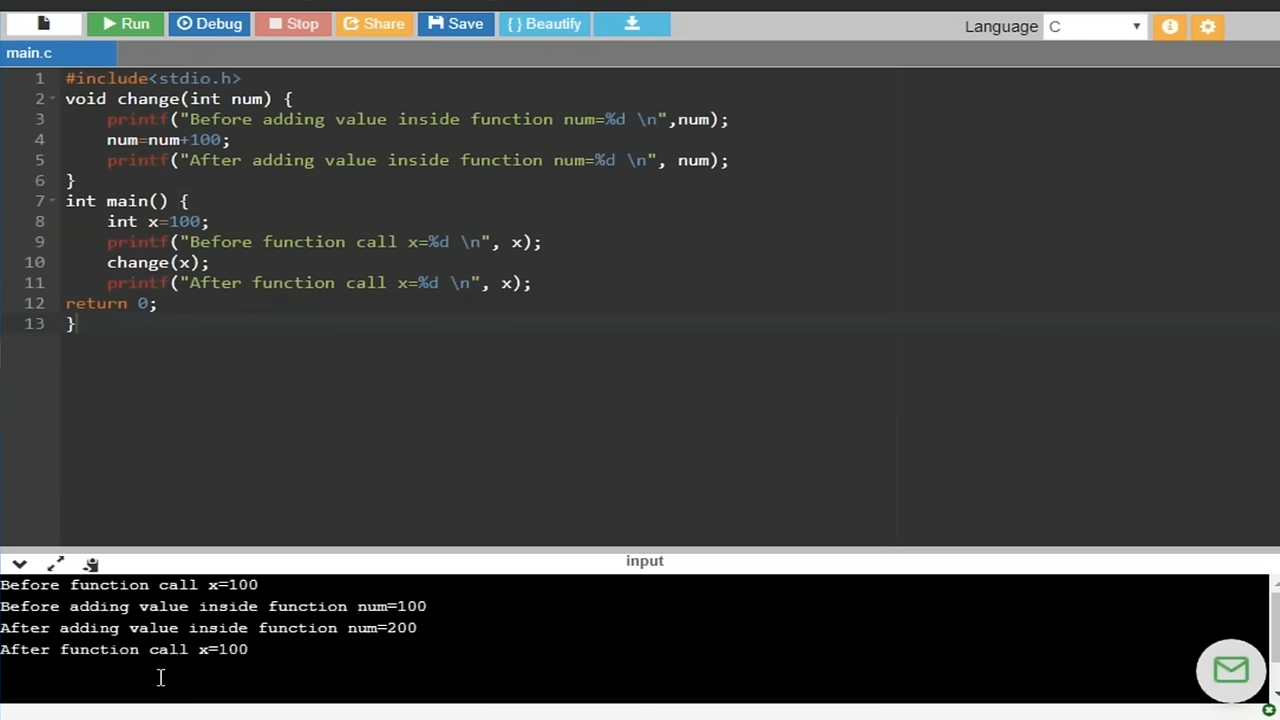 Run Debug Stop Share Save { } Beautify Language C
main.c
1 #include<stdio.h>
2 void change(int num) {
3 printf("Before adding value inside function num=%d \n",num);
4 num=num+100;
5 printf("After adding value inside function num=%d \n", num);
6 }
7 int main() {
8 int x=100;
9 printf("Before function call x=%d \n", x);
10 change(x);
11 printf("After function call x=%d \n", x);
12 return 0;
13 }
input
Before function call x=100
Before adding value inside function num=100
After adding value inside function num=200
After function call x=100